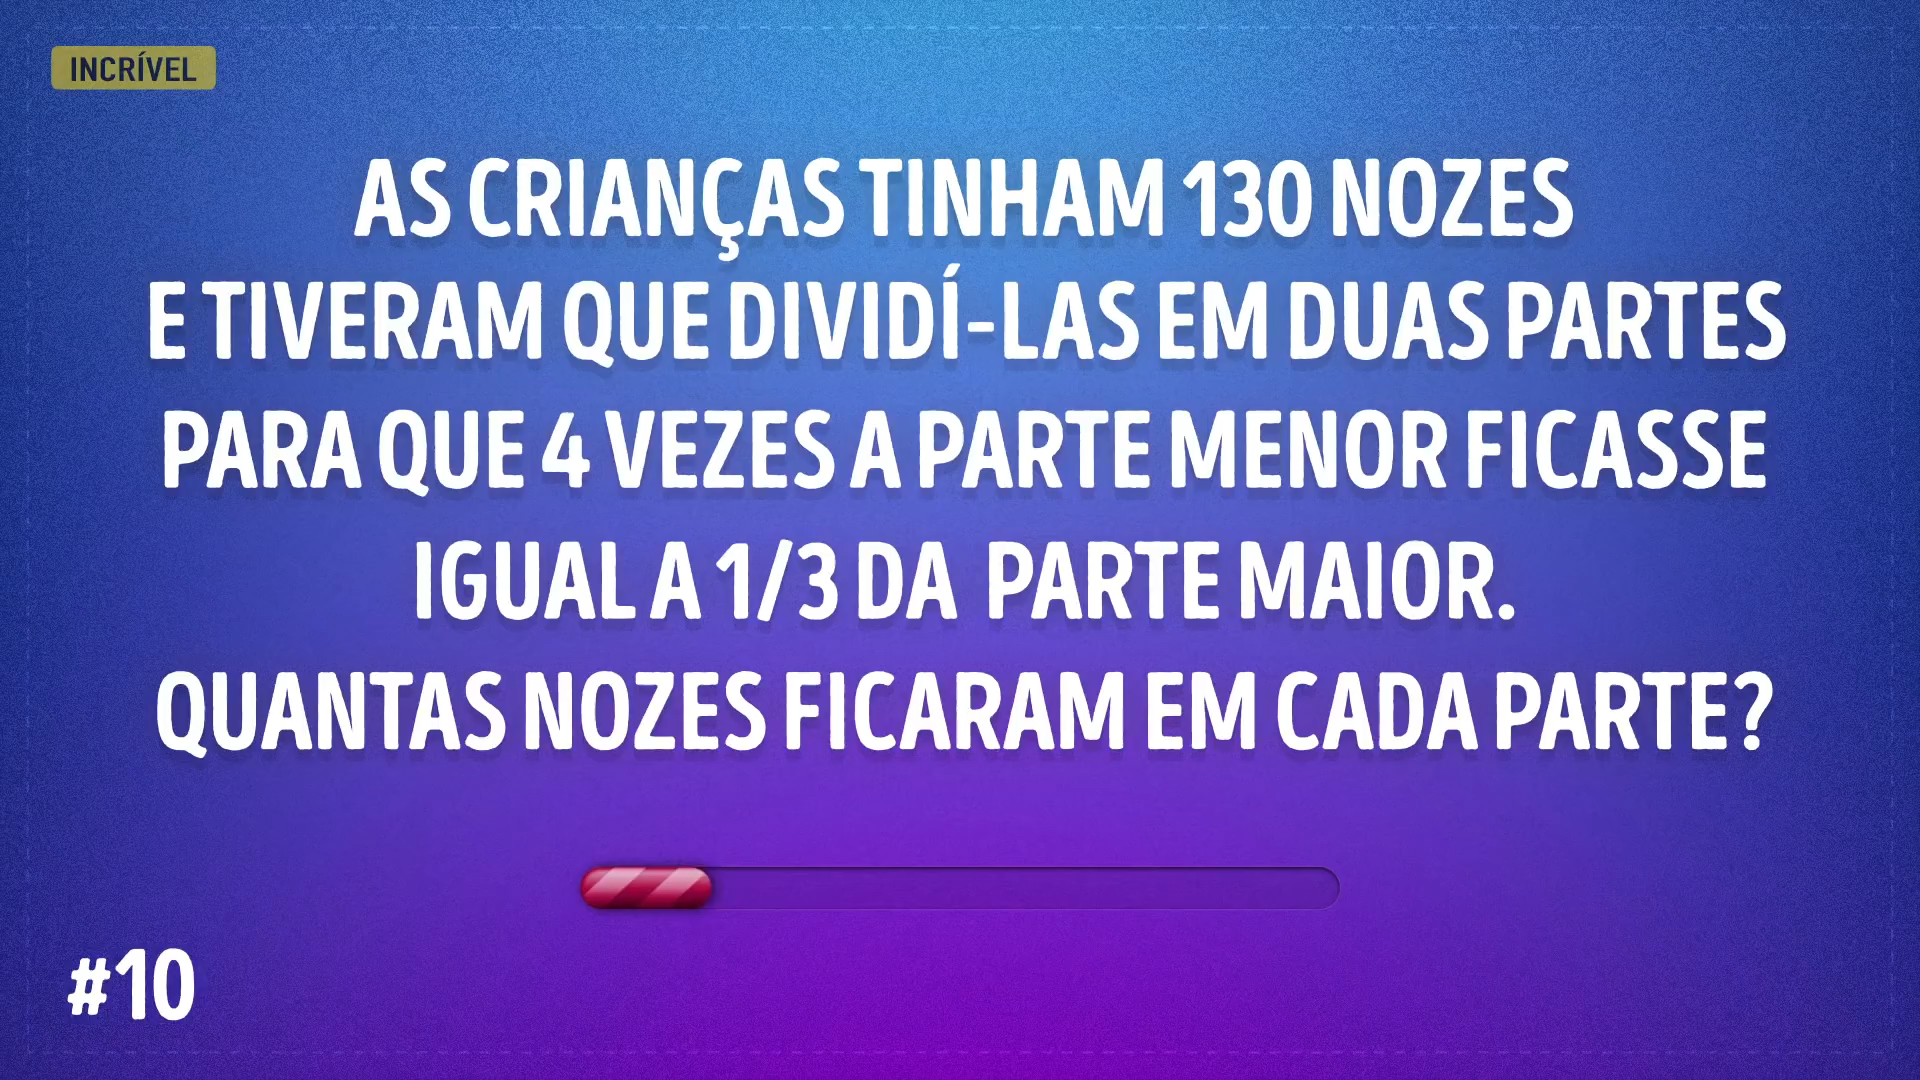 INCRÍVEL
AS CRIANÇAS TINHAM 130 NOZES
E TIVERAM QUE DIVIDÍ-LAS EM DUAS PARTES
PARA QUE 4 VEZES A PARTE MENOR FICASSE
IGUAL A 1/3 DA PARTE MAIOR.
QUANTAS NOZES FICARAM EM CADA PARTE?
#10